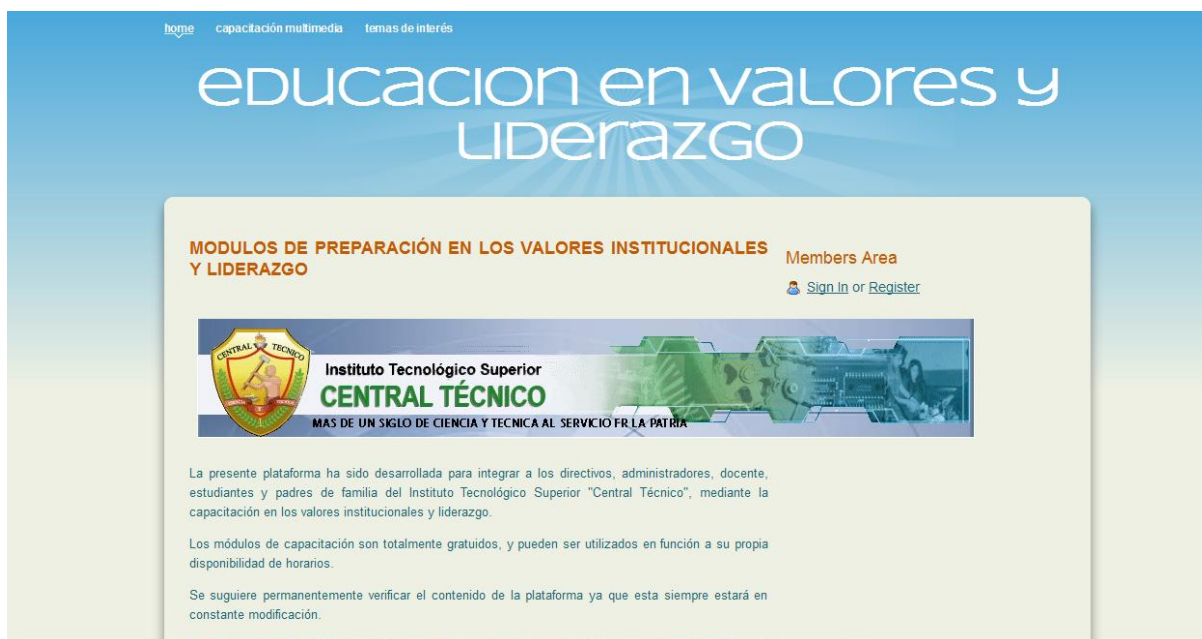 home capacitación multimedia temas de interés
EDUCACION EN VALORES Y
LIDERAZGO
MODULOS DE PREPARACIÓN EN LOS VALORES INSTITUCIONALES
Y LIDERAZGO
Members Area
Sign In or Register
CENTRAL TECNICO
CIENCIA TECNICA
Instituto Tecnológico Superior
CENTRAL TÉCNICO
MAS DE UN SIGLO DE CIENCIA Y TECNICA AL SERVICIO FR LA PATRIA
La presente plataforma ha sido desarrollada para integrar a los directivos, administradores, docente,
estudiantes y padres de familia del Instituto Tecnológico Superior "Central Técnico", mediante la
capacitación en los valores institucionales y liderazgo.
Los módulos de capacitación son totalmente gratuitos, y pueden ser utilizados en función a su propia
disponibilidad de horarios.
Se suguiere permanentemente verificar el contenido de la plataforma ya que esta siempre estará en
constante modificación.